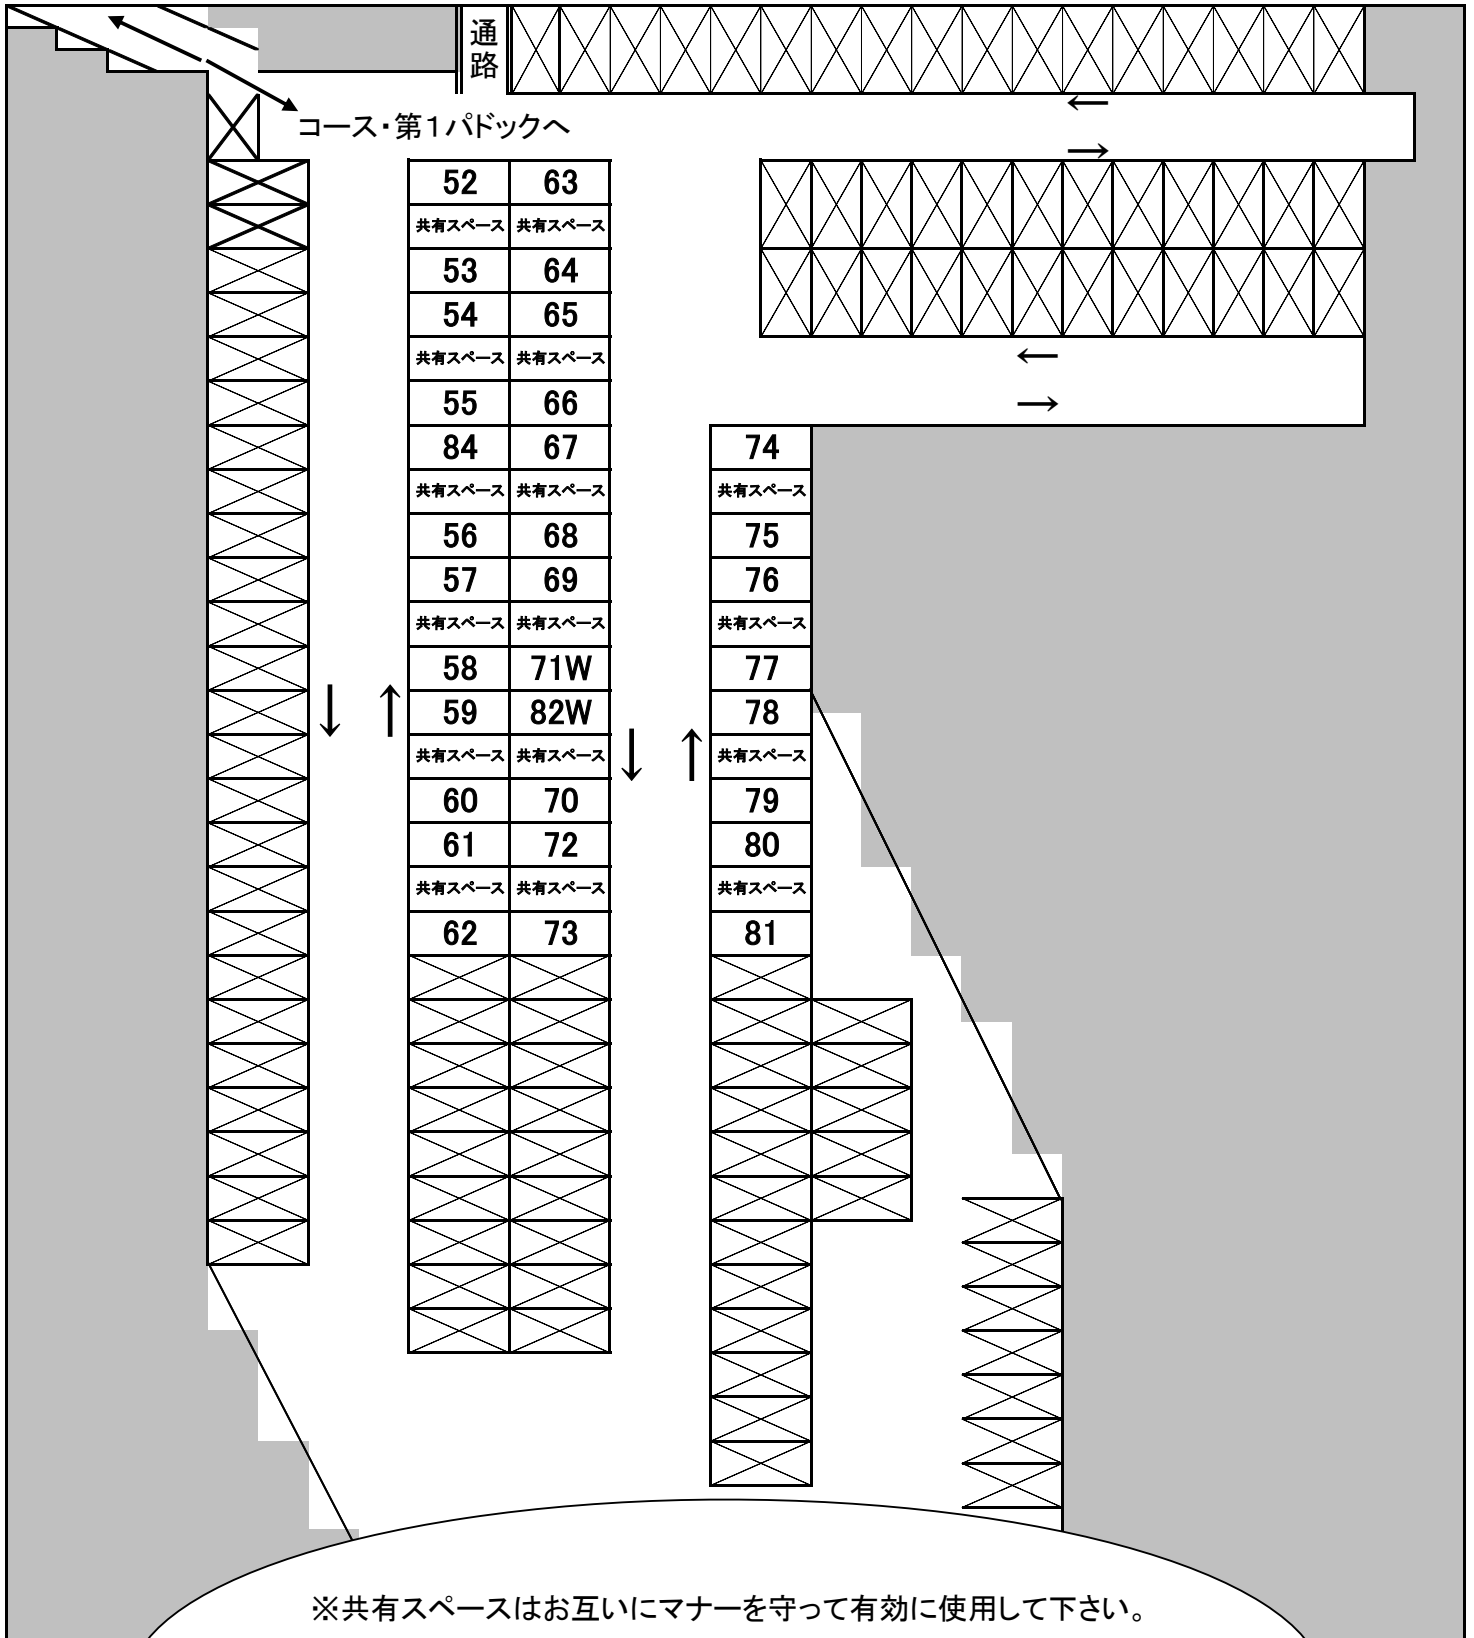 通路
← 
コース・第1パドックへ
→
52 63
共有スペース 共有スペース
53 64
54 65
共有スペース 共有スペース
←
55 66
→
84 67 74
共有スペース 共有スペース 共有スペース
56 68 75
57 69 76
共有スペース 共有スペース 共有スペース
58 71W 77
↓ ↑ 59 82W 78
共有スペース 共有スペース ↓ ↑ 共有スペース
60 70 79
61 72 80
共有スペース 共有スペース 共有スペース
62 73 81
※共有スペースはお互いにマナーを守って有効に使用して下さい。